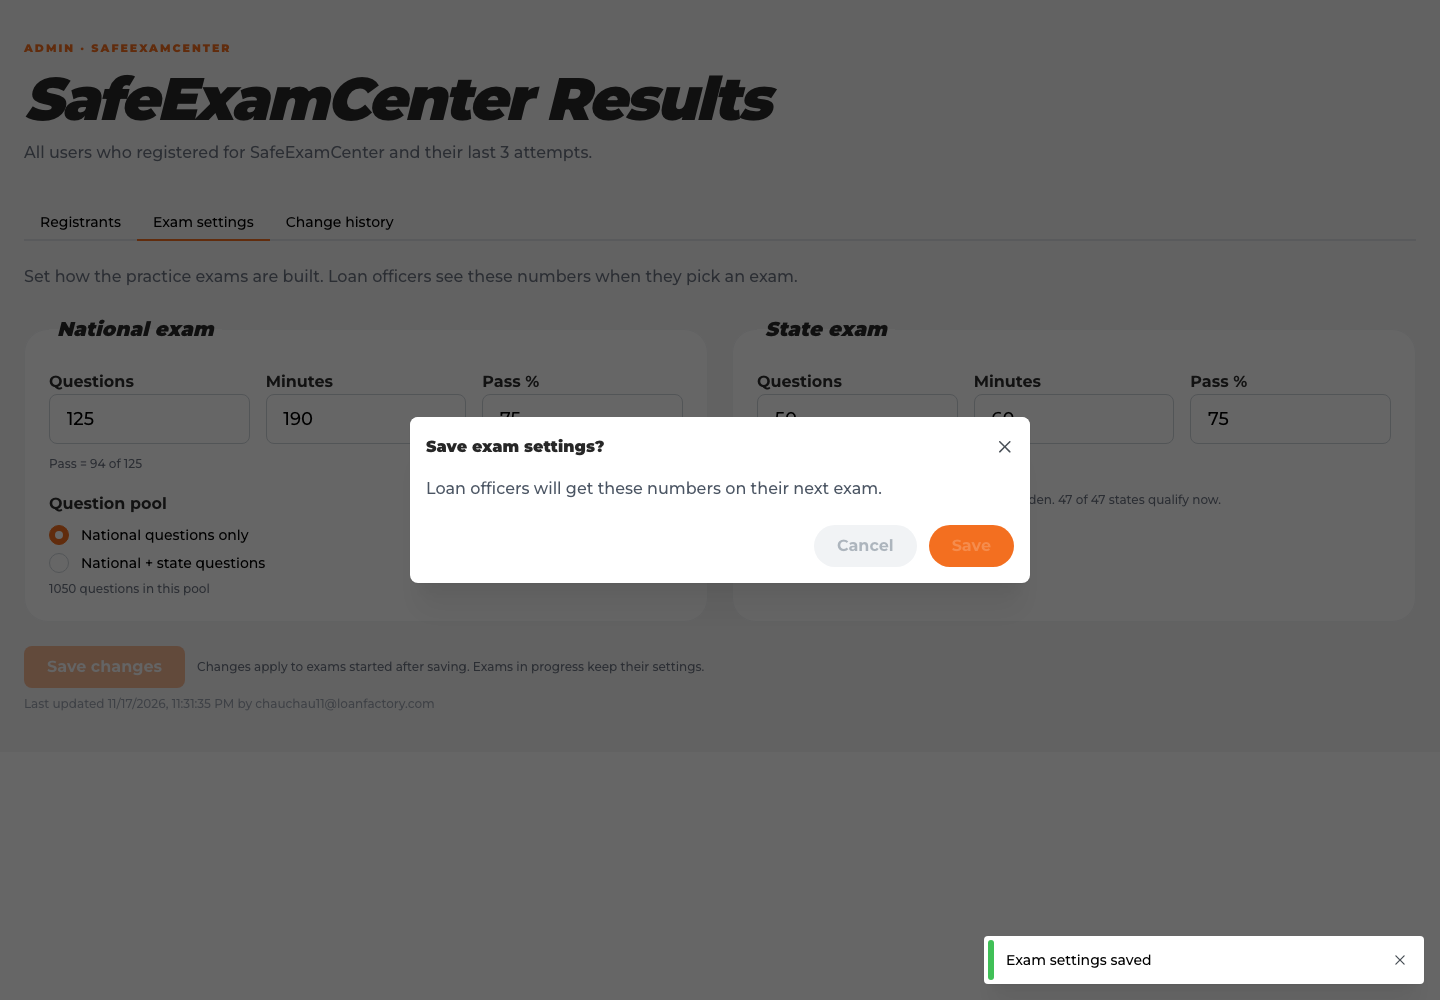 ADMIN · SAFEEXAMCENTER
SafeExamCenter Results
All users who registered for SafeExamCenter and their last 3 attempts.
Registrants Exam settings Change history
Set how the practice exams are built. Loan officers see these numbers when they pick an exam.
National exam
Questions Minutes Pass %
125 190 75
Pass = 94 of 125
Question pool
National questions only
National + state questions
1050 questions in this pool
State exam
Questions Minutes Pass %
50 60 75
47 of 47 states qualify now.
Save exam settings?
Loan officers will get these numbers on their next exam.
Cancel Save
Save changes Changes apply to exams started after saving. Exams in progress keep their settings.
Last updated 11/17/2026, 11:31:35 PM by chauchau11@loanfactory.com
Exam settings saved